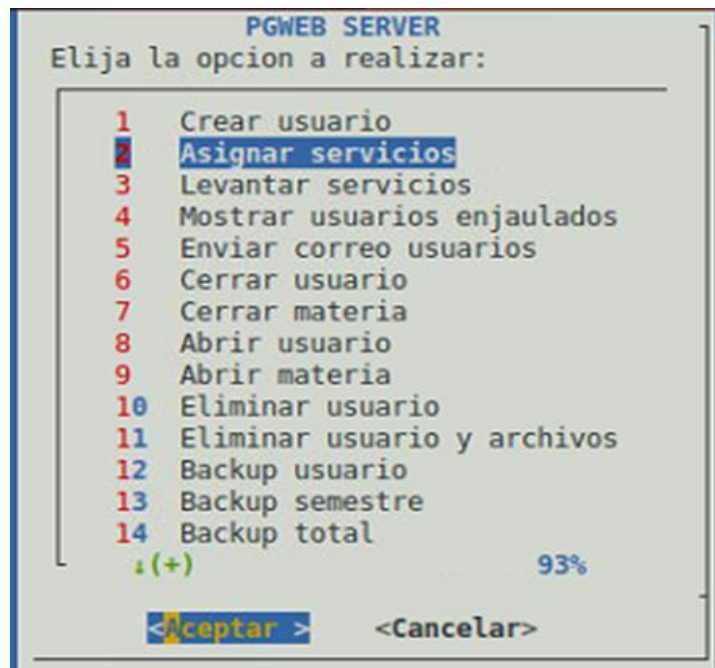 PGWEB SERVER
Elija la opcion a realizar:
1 Crear usuario
2 Asignar servicios
3 Levantar servicios
4 Mostrar usuarios enjaulados
5 Enviar correo usuarios
6 Cerrar usuario
7 Cerrar materia
8 Abrir usuario
9 Abrir materia
10 Eliminar usuario
11 Eliminar usuario y archivos
12 Backup usuario
13 Backup semestre
14 Backup total
↓(+) 93%
<Aceptar > <Cancelar>